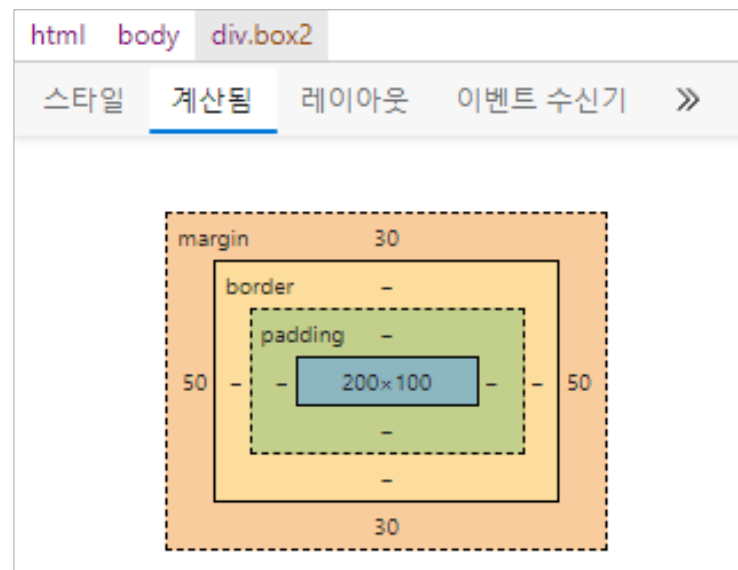 html body div.box2
스타일 계산됨 레이아웃 이벤트 수신기 »
margin 30
border –
padding –
50 – – 200×100 – – 50
–
–
30